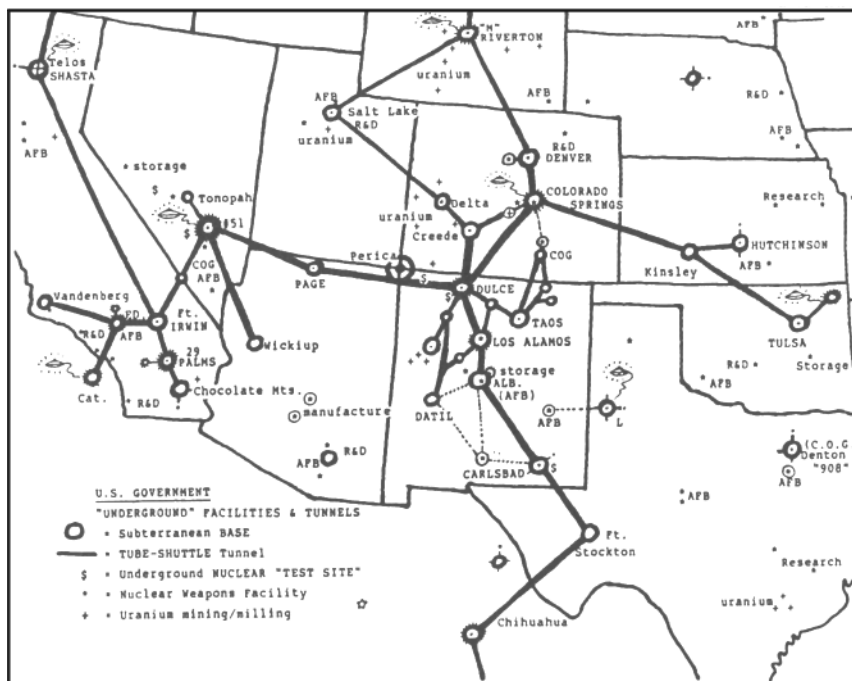 "M"
RIVERTON
AFB
Telos
SHASTA
uranium
AFB
R&D
AFB
Salt Lake
R&D
uranium
AFB
AFB
R&D
DENVER
storage
$
Tonopah
$51
$
Delta
uranium
Creede
COLORADO
SPRINGS
Research
HUTCHINSON
AFB
Kinsley
COG
Perica
$
COG
AFB
PAGE
DULCE
$
TAOS
Vandenberg
ED.
R&D
AFB
Ft.
IRWIN
Wickiup
LOS ALAMOS
TULSA
Storage
29
PALMS
storage
ALB.
(AFB)
R&D
AFB
Cat.
R&D
Chocolate Mts.
manufacture
DATIL
AFB
L
R&D
AFB
CARLSBAD
$
(C.O.G
Denton
"908"
AFB
AFB
U.S. GOVERNMENT
"UNDERGROUND" FACILITIES & TUNNELS
= Subterranean BASE
= TUBE-SHUTTLE Tunnel
$ = Underground NUCLEAR "TEST SITE"
* = Nuclear Weapons Facility
+ = Uranium mining/milling
Ft.
Stockton
Research
uranium
Chihuahua